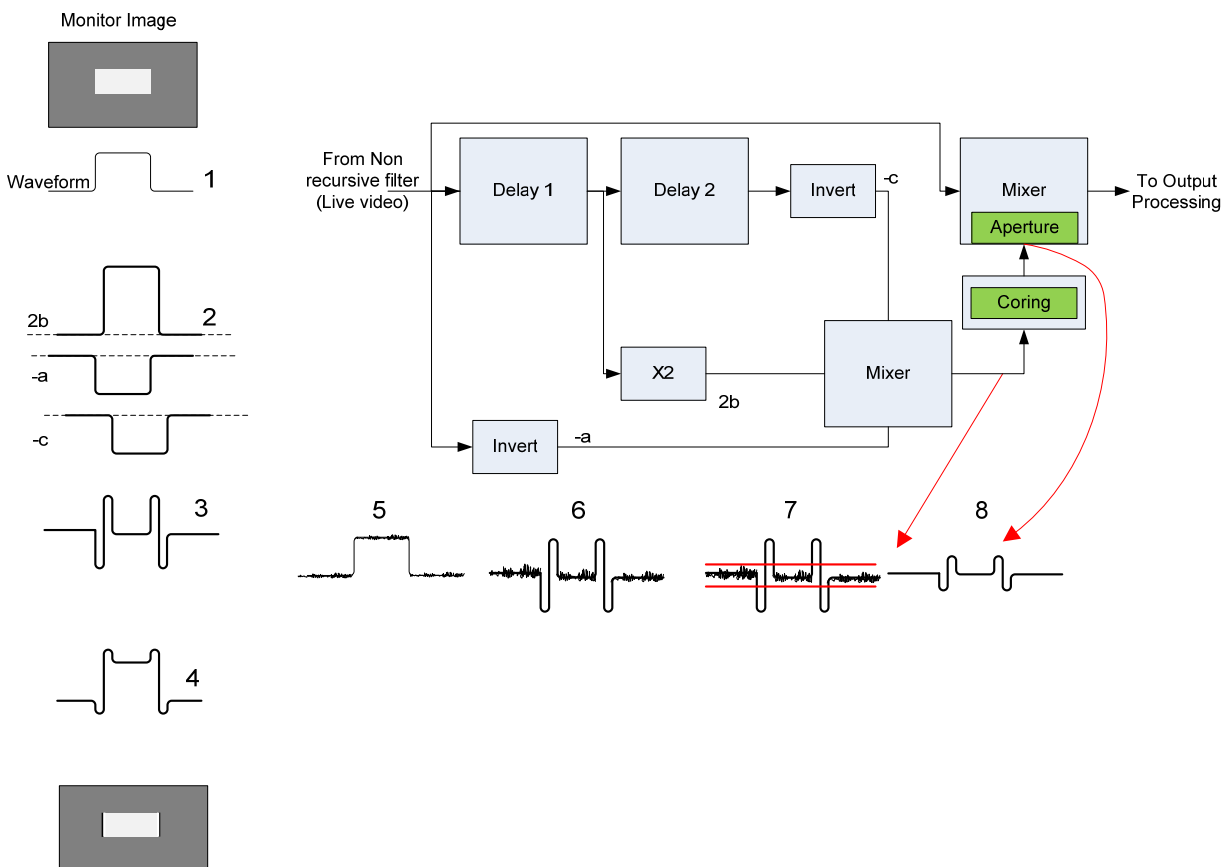 Monitor Image
Waveform
1
2b
2
-a
-c
3
4
From Non
recursive filter
(Live video)
Delay 1
Delay 2
Invert
-c
Mixer
Aperture
To Output
Processing
Coring
X2
2b
Mixer
Invert
-a
5
6
7
8